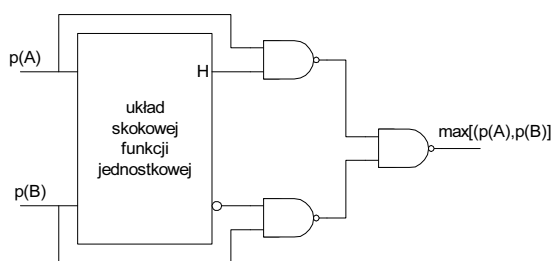 p(A)
H
układ
skokowej
funkcji
jednostkowej
max[(p(A),p(B)]
p(B)